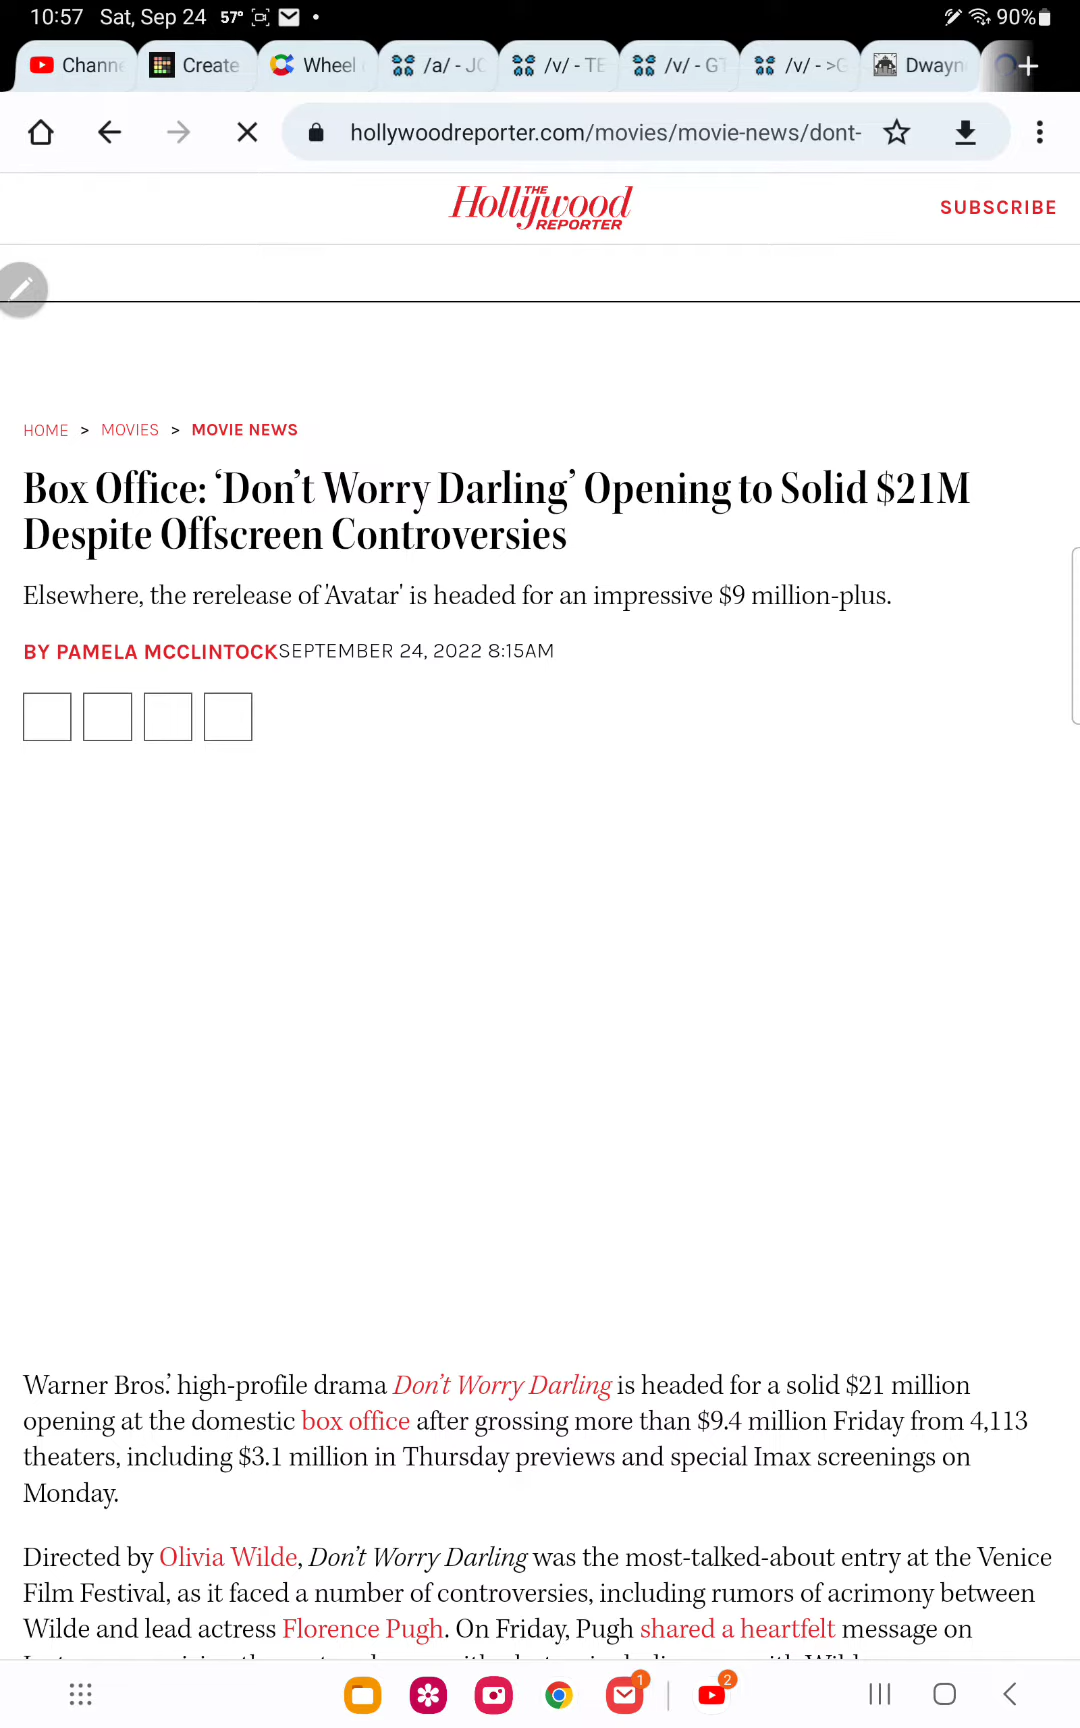 10:57 Sat, Sep 24 57° 90%
Chann Create Wheel /a/ - JC /v/ - TE /v/ - GT /v/ - >G Dwayn
hollywoodreporter.com/movies/movie-news/dont-
THE Hollywood REPORTER
SUBSCRIBE
HOME > MOVIES > MOVIE NEWS
Box Office: ‘Don’t Worry Darling’ Opening to Solid $21M
Despite Offscreen Controversies
Elsewhere, the rerelease of 'Avatar' is headed for an impressive $9 million-plus.
BY PAMELA MCCLINTOCK SEPTEMBER 24, 2022 8:15AM
Warner Bros.’ high-profile drama Don’t Worry Darling is headed for a solid $21 million
opening at the domestic box office after grossing more than $9.4 million Friday from 4,113
theaters, including $3.1 million in Thursday previews and special Imax screenings on
Monday.
Directed by Olivia Wilde, Don’t Worry Darling was the most-talked-about entry at the Venice
Film Festival, as it faced a number of controversies, including rumors of acrimony between
Wilde and lead actress Florence Pugh. On Friday, Pugh shared a heartfelt message on
1 2